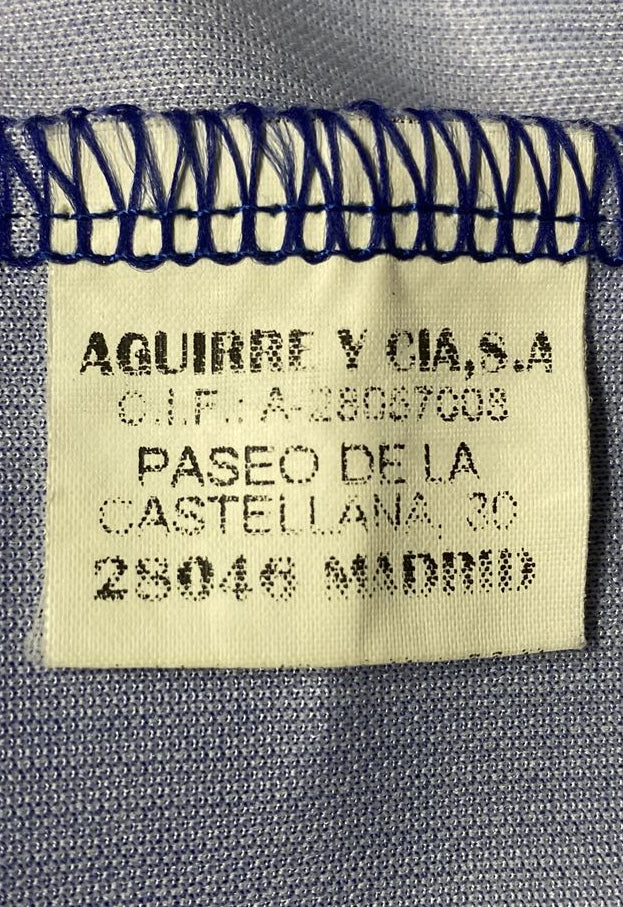 AGUIRRE Y CIA,S.A
C.I.F.: A-28087008
PASEO DE LA
CASTELLANA, 30
28046 MADRID